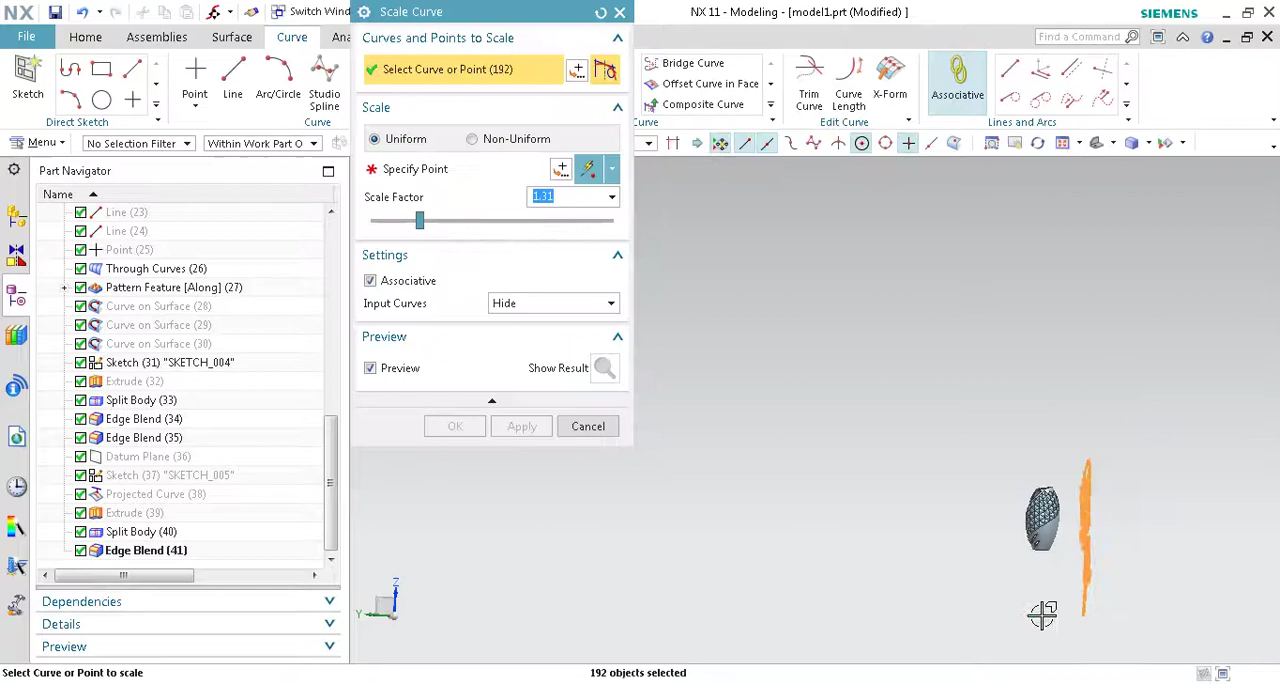 NX
Switch Wind
NX 11 - Modeling - [model1.prt (Modified) ]
SIEMENS
File
Home
Assemblies
Surface
Curve
Find a Command
Sketch
Direct Sketch
Point
Line
Arc/Circle
Studio
Spline
Curve
Bridge Curve
Offset Curve in Face
Composite Curve
Trim
Curve
Curve
Length
X-Form
Edit Curve
Associative
Lines and Arcs
Menu
No Selection Filter
Within Work Part O
Part Navigator
Name
Line (23)
Line (24)
Point (25)
Through Curves (26)
Pattern Feature [Along] (27)
Curve on Surface (28)
Curve on Surface (29)
Curve on Surface (30)
Sketch (31) "SKETCH_004"
Extrude (32)
Split Body (33)
Edge Blend (34)
Edge Blend (35)
Datum Plane (36)
Sketch (37) "SKETCH_005"
Projected Curve (38)
Extrude (39)
Split Body (40)
Edge Blend (41)
Dependencies
Details
Preview
Scale Curve
Curves and Points to Scale
Select Curve or Point (192)
Scale
Uniform
Non-Uniform
* Specify Point
Scale Factor
1.31
Settings
Associative
Input Curves
Hide
Preview
Preview
Show Result
OK
Apply
Cancel
Z
Y
Select Curve or Point to scale
192 objects selected